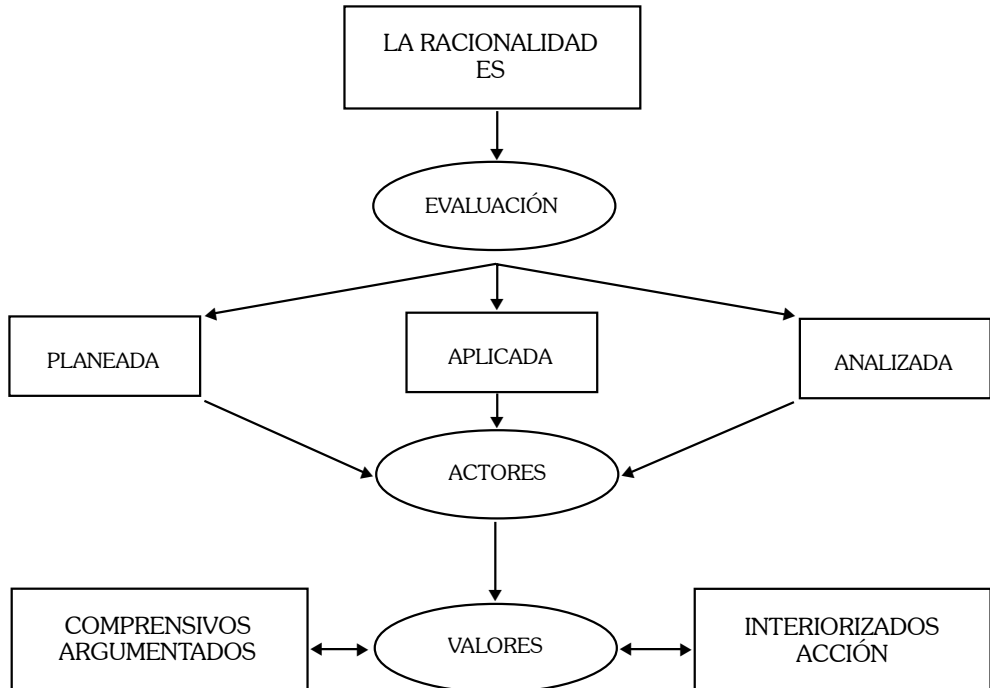 LA RACIONALIDAD
ES
EVALUACIÓN
PLANEADA
APLICADA
ANALIZADA
ACTORES
COMPRENSIVOS
ARGUMENTADOS
VALORES
INTERIORIZADOS
ACCIÓN